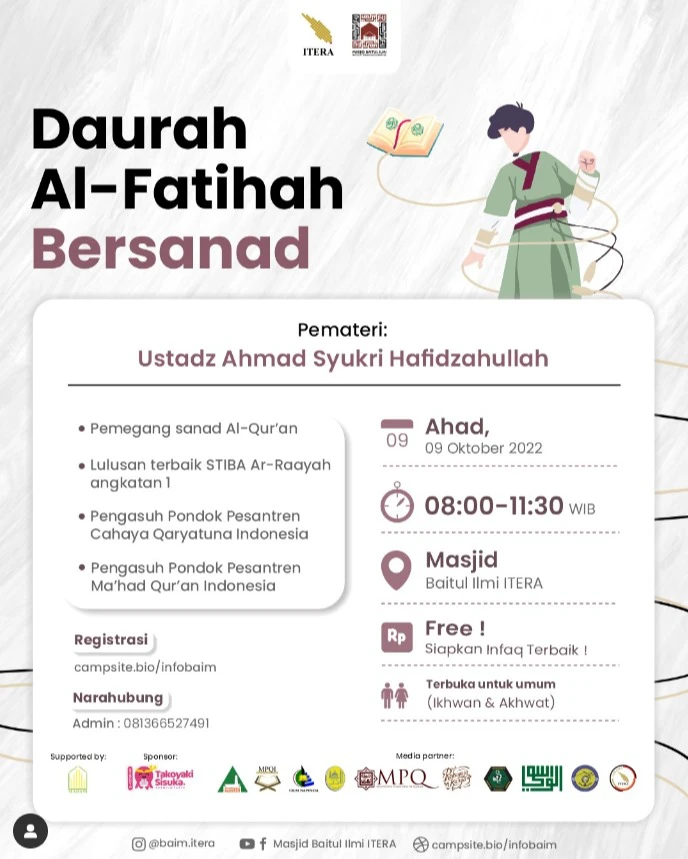 ITERA
Daurah
Al-Fatihah
Bersanad
Pemateri:
Ustadz Ahmad Syukri Hafidzahullah
• Pemegang sanad Al-Qur'an
• Lulusan terbaik STIBA Ar-Raayah
angkatan 1
• Pengasuh Pondok Pesantren
Cahaya Qaryatuna Indonesia
• Pengasuh Pondok Pesantren
Ma'had Qur'an Indonesia
Registrasi
campsite.bio/infobaim
Narahubung
Admin : 081366527491
09
Ahad,
09 Oktober 2022
08:00-11:30 WIB
Masjid
Baitul Ilmi ITERA
Rp
Free !
Siapkan Infaq Terbaik !
Terbuka untuk umum
(Ikhwan & Akhwat)
Supported by:
Sponsor:
Media partner:
Takoyaki
Sisuka.
MPQI
MPQ
@baim.itera
Masjid Baitul Ilmi ITERA
campsite.bio/infobaim